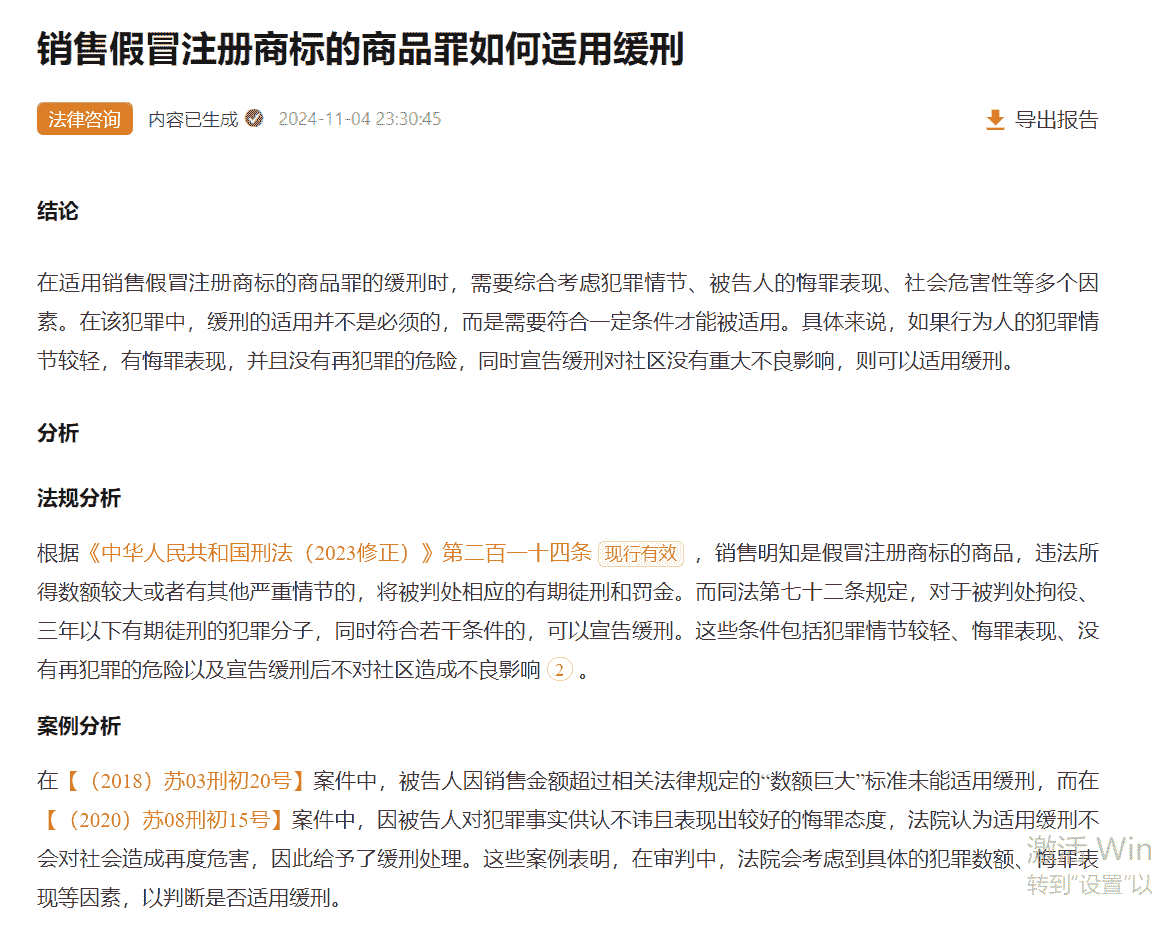 销售假冒注册商标的商品罪如何适用缓刑
法律咨询 内容已生成 2024-11-04 23:30:45 导出报告
结论
在适用销售假冒注册商标的商品罪的缓刑时，需要综合考虑犯罪情节、被告人的悔罪表现、社会危害性等多个因
素。在该犯罪中，缓刑的适用并不是必须的，而是需要符合一定条件才能被适用。具体来说，如果行为人的犯罪情
节较轻，有悔罪表现，并且没有再犯罪的危险，同时宣告缓刑对社区没有重大不良影响，则可以适用缓刑。
分析
法规分析
根据《中华人民共和国刑法（2023修正）》第二百一十四条 现行有效 ，销售明知是假冒注册商标的商品，违法所
得数额较大或者有其他严重情节的，将被判处相应的有期徒刑和罚金。而同法第七十二条规定，对于被判处拘役、
三年以下有期徒刑的犯罪分子，同时符合若干条件的，可以宣告缓刑。这些条件包括犯罪情节较轻、悔罪表现、没
有再犯罪的危险以及宣告缓刑后不对社区造成不良影响 2 。
案例分析
在【（2018）苏03刑初20号】案件中，被告人因销售金额超过相关法律规定的“数额巨大”标准未能适用缓刑，而在
【（2020）苏08刑初15号】案件中，因被告人对犯罪事实供认不讳且表现出较好的悔罪态度，法院认为适用缓刑不
会对社会造成再度危害，因此给予了缓刑处理。这些案例表明，在审判中，法院会考虑到具体的犯罪数额、悔罪表
现等因素，以判断是否适用缓刑。
激活 Win
转到“设置”以